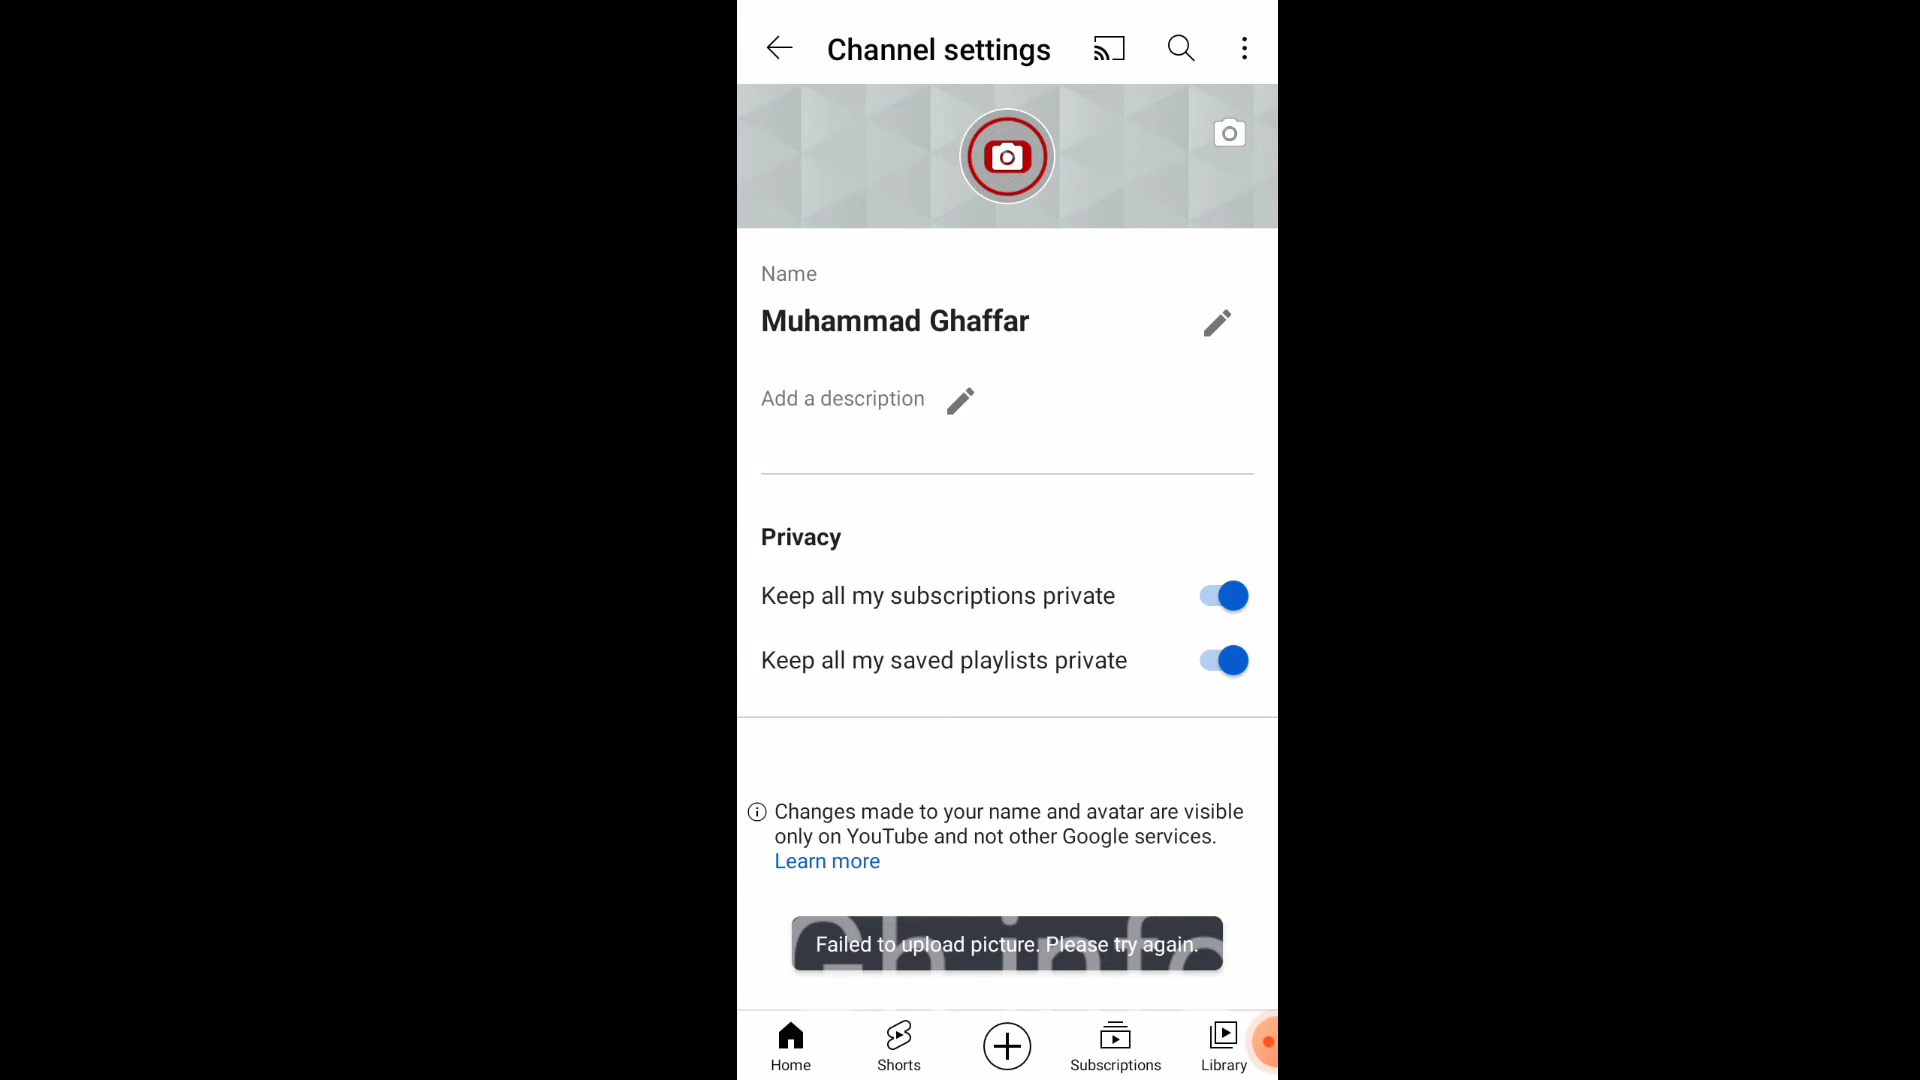 Channel settings
Name
Muhammad Ghaffar
Add a description
Privacy
Keep all my subscriptions private
Keep all my saved playlists private
Changes made to your name and avatar are visible
only on YouTube and not other Google services.
Learn more
Failed to upload picture. Please try again.
Gh info
Home
Shorts
Subscriptions
Library